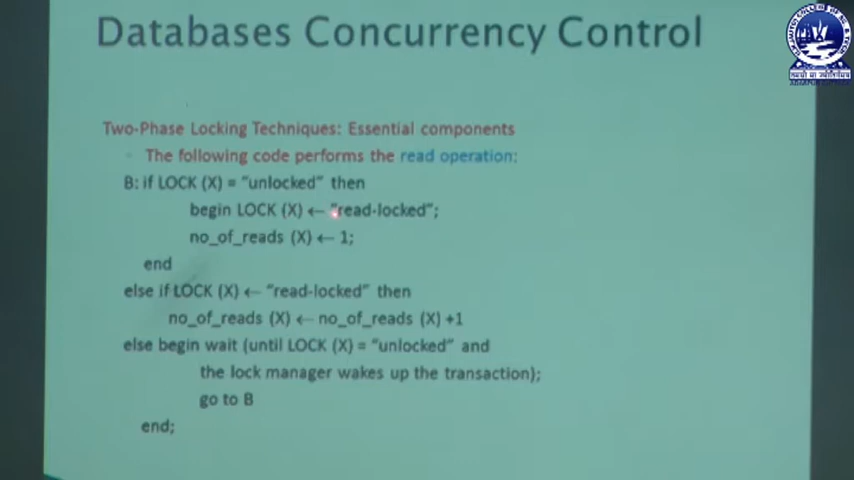 Databases Concurrency Control
Two-Phase Locking Techniques: Essential components
The following code performs the read operation:
B: if LOCK (X) = "unlocked" then
begin LOCK (X) ← "read-locked";
no_of_reads (X) ← 1;
end
else if LOCK (X) ← "read-locked" then
no_of_reads (X) ← no_of_reads (X) +1
else begin wait (until LOCK (X) = "unlocked" and
the lock manager wakes up the transaction);
go to B
end;